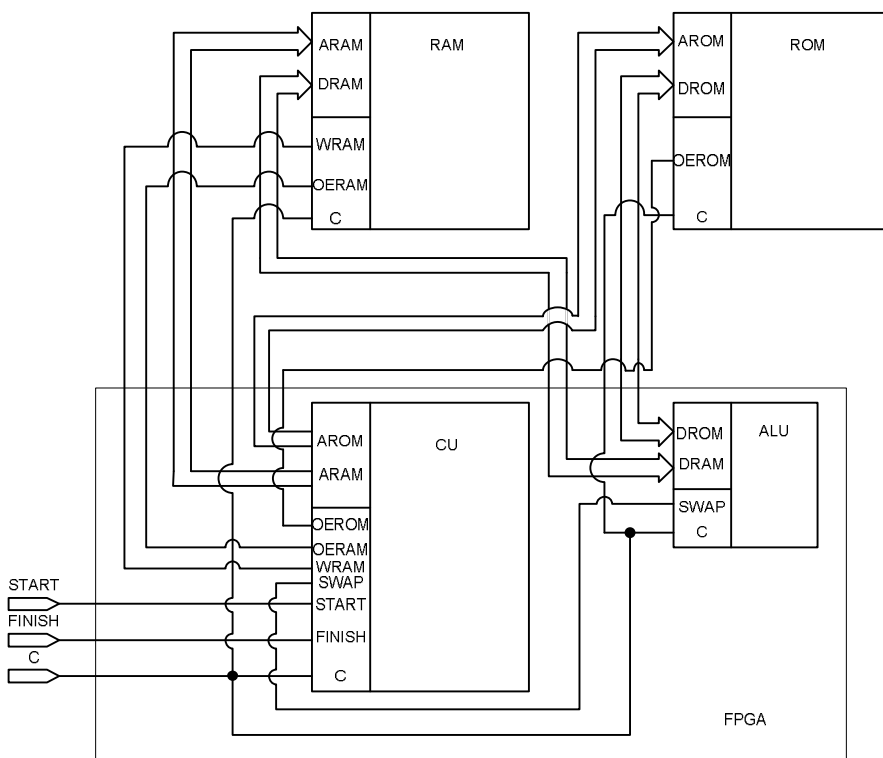 ARAM
RAM
DRAM
WRAM
OERAM
C
AROM
ROM
DROM
OEROM
C
AROM
CU
ARAM
OEROM
OERAM
WRAM
SWAP
START
FINISH
C
DROM
ALU
DRAM
SWAP
C
START
FINISH
C
FPGA